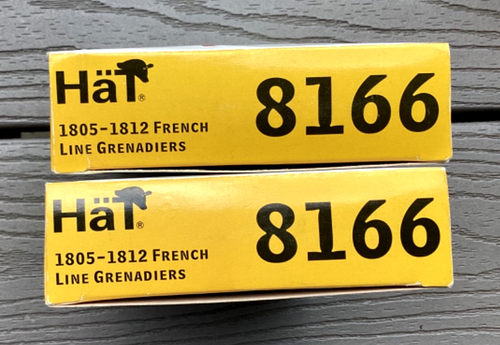 HäT®
8166
1805-1812 French
Line Grenadiers
HäT®
8166
1805-1812 French
Line Grenadiers